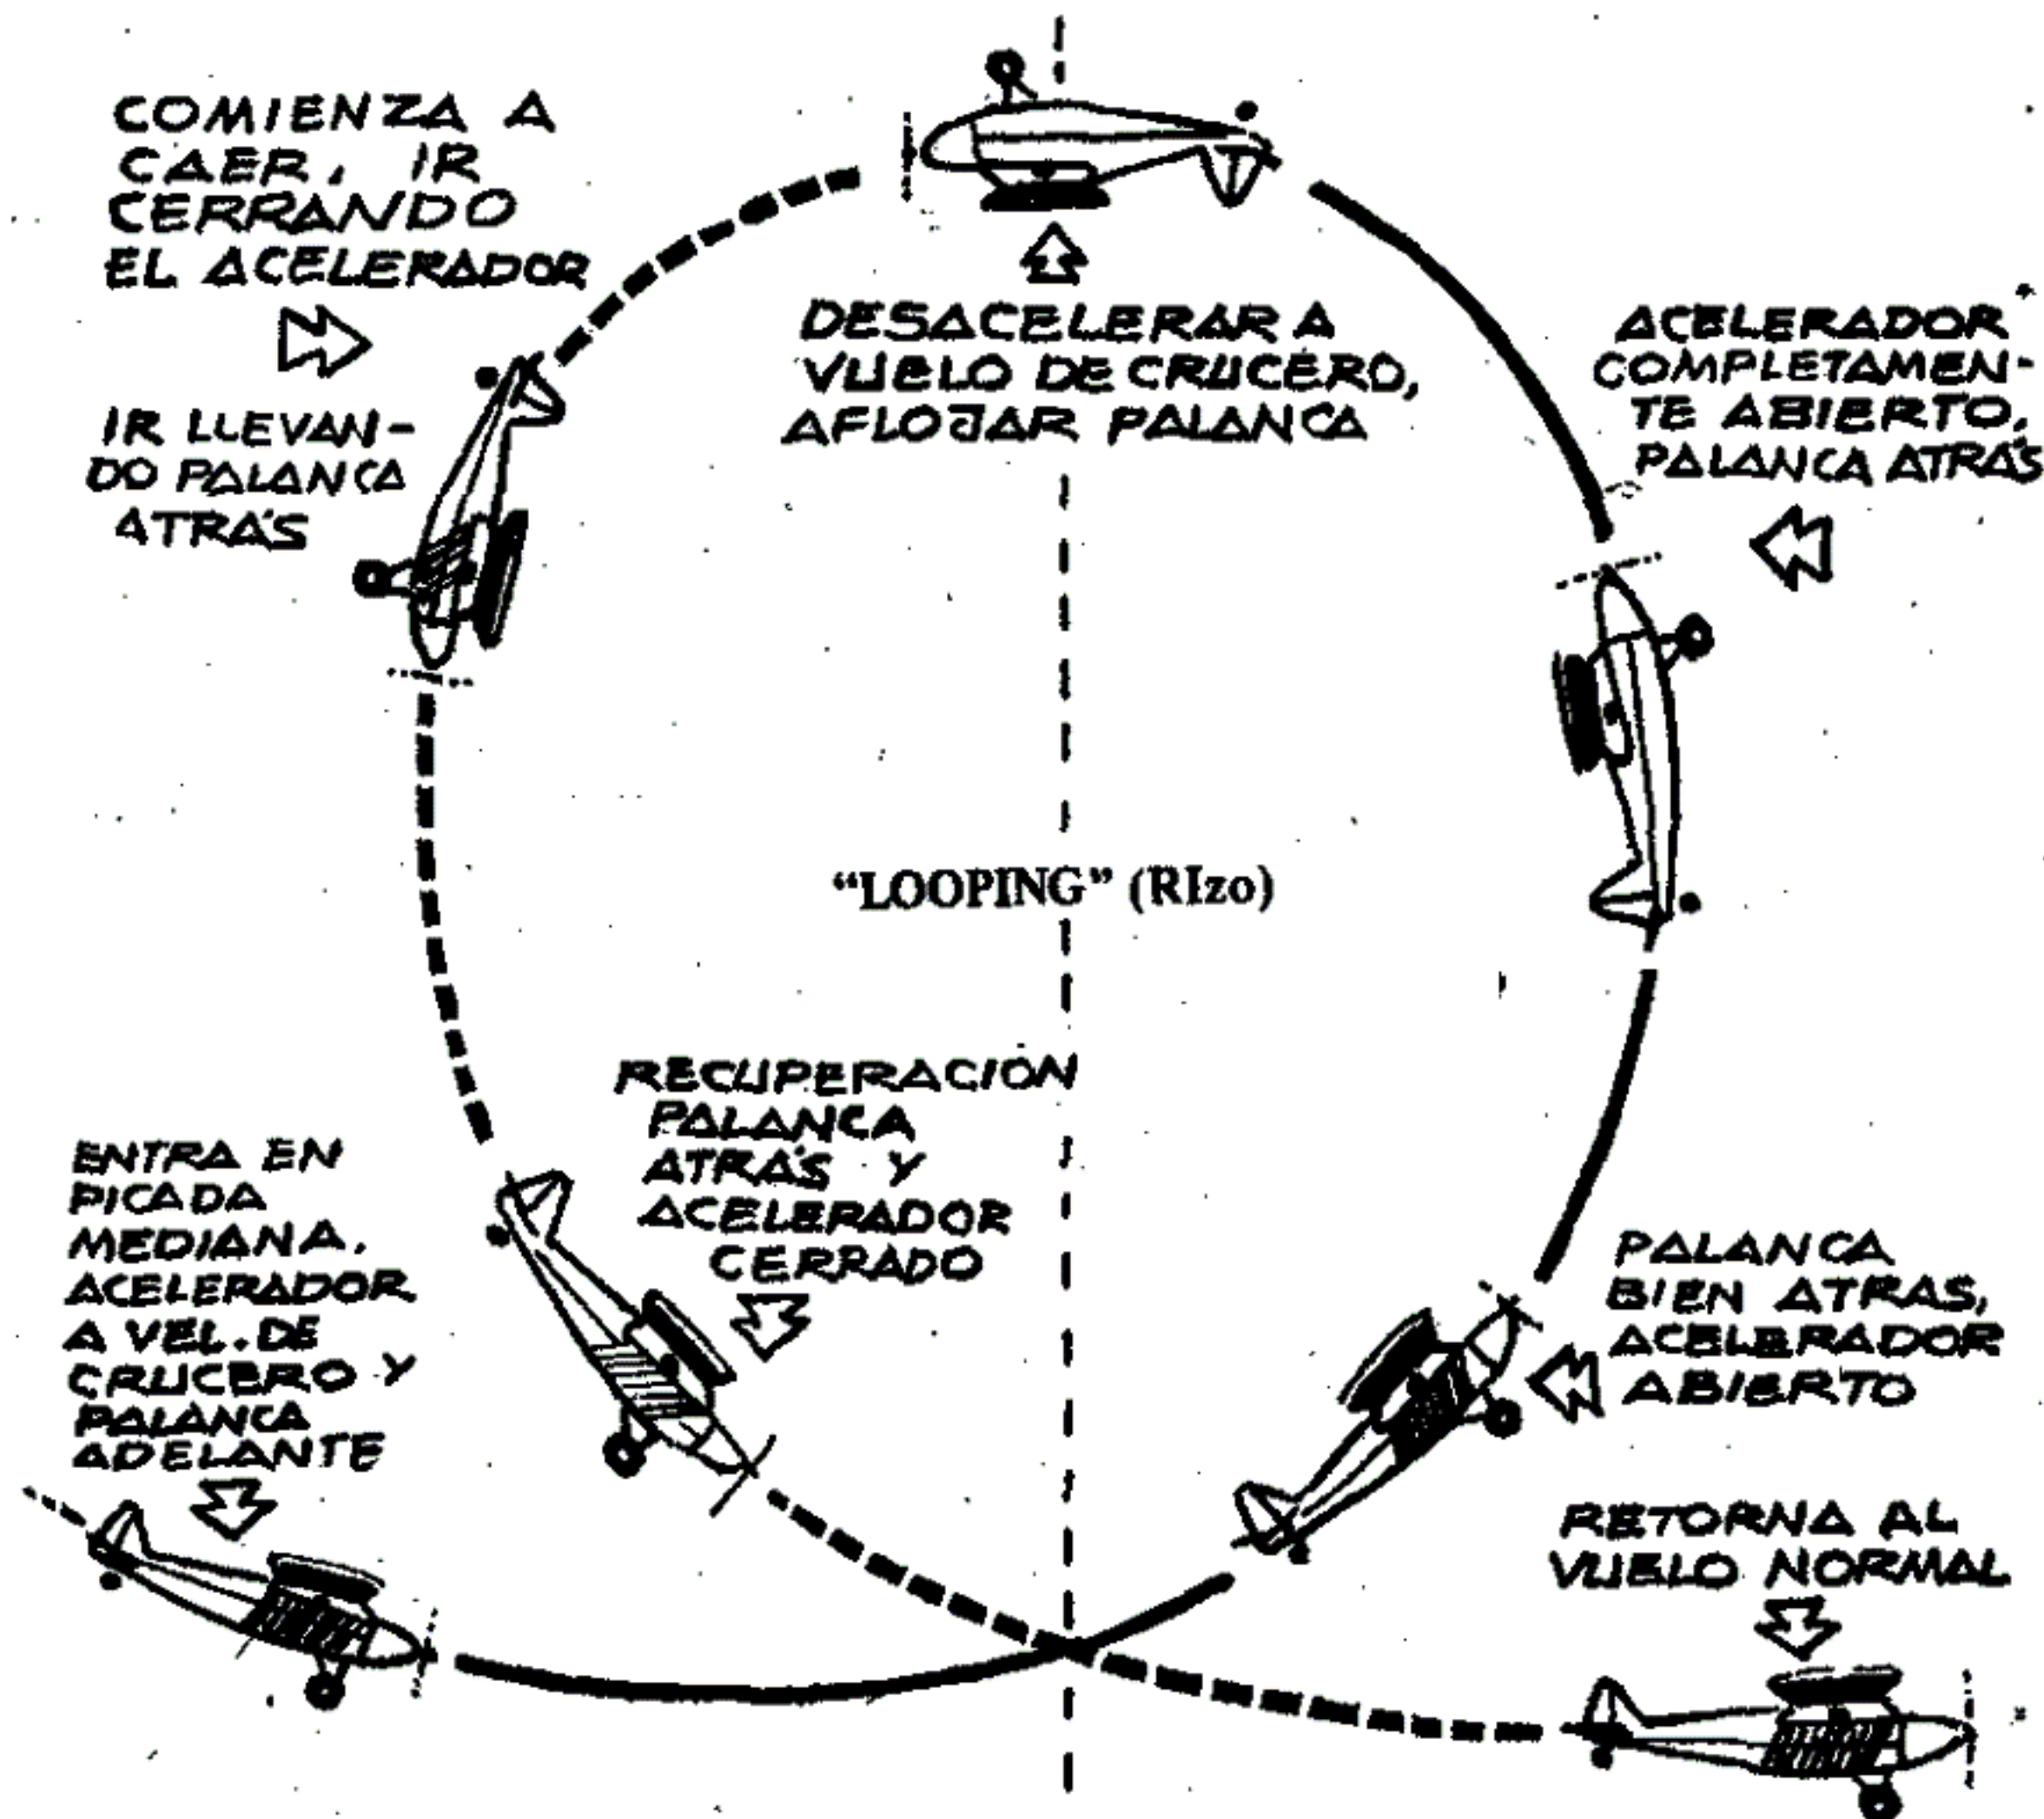 COMIENZA A
CAER, IR
CERRANDO
EL ACELERADOR
IR LLEVAN-
DO PALANCA
ATRÁS
DESACELERAR A
VUELO DE CRUCERO,
AFLOJAR PALANCA
ACELERADOR
COMPLETAMEN-
TE ABIERTO,
PALANCA ATRÁS
“LOOPING” (RIzo)
RECUPERACIÓN
PALANCA
ATRÁS Y
ACELERADOR
CERRADO
ENTRA EN
PICADA
MEDIANA,
ACELERADOR
A VEL. DE
CRUCERO Y
PALANCA
ADELANTE
PALANCA
BIEN ATRAS,
ACELERADOR
ABIERTO
RETORNA AL
VUELO NORMAL